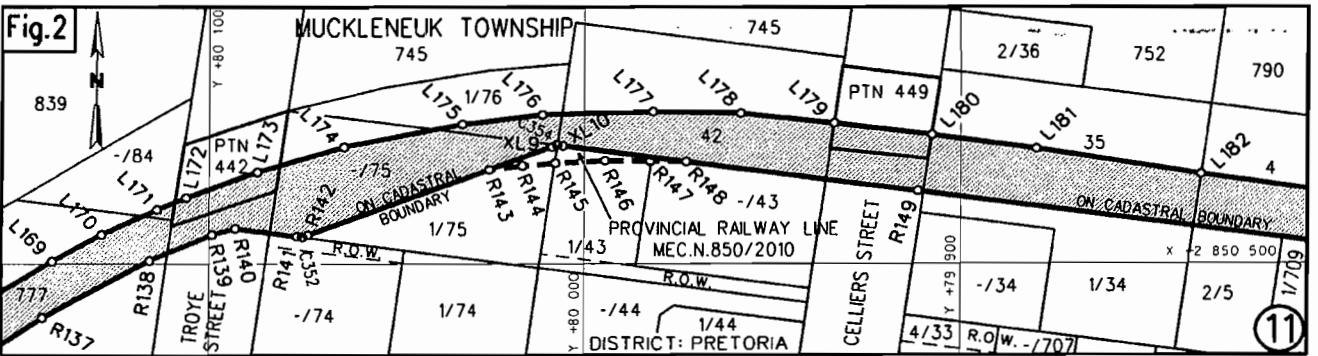 Fig.2
MUCKLENEUK TOWNSHIP
Y +80 100
N
839
745
745
2/36
752
790
-/84
PTN
442
L169
L170
L171
L172
L173
L174
L175
1/76
L176
C354
XL9
XL10
L177
L178
L179
PTN 449
L180
L181
L182
42
35
4
-/75
ON CADASTRAL
BOUNDARY
777
R137
R138
R139
R140
R141
R142
C352
R143
R144
R145
R146
R147
R148
R149
TROYE
STREET
R.O.W.
1/75
1/43
-/43
PROVINCIAL RAILWAY LINE
MEC.N.850/2010
CELLIERS STREET
ON CADASTRAL BOUNDARY
X +2 850 500
Y +79 900
Y +80 000
-/74
1/74
R.O.W.
-/44
1/44
DISTRICT: PRETORIA
4/33
R.O.W.
-/707
-/34
1/34
2/5
1/709
11